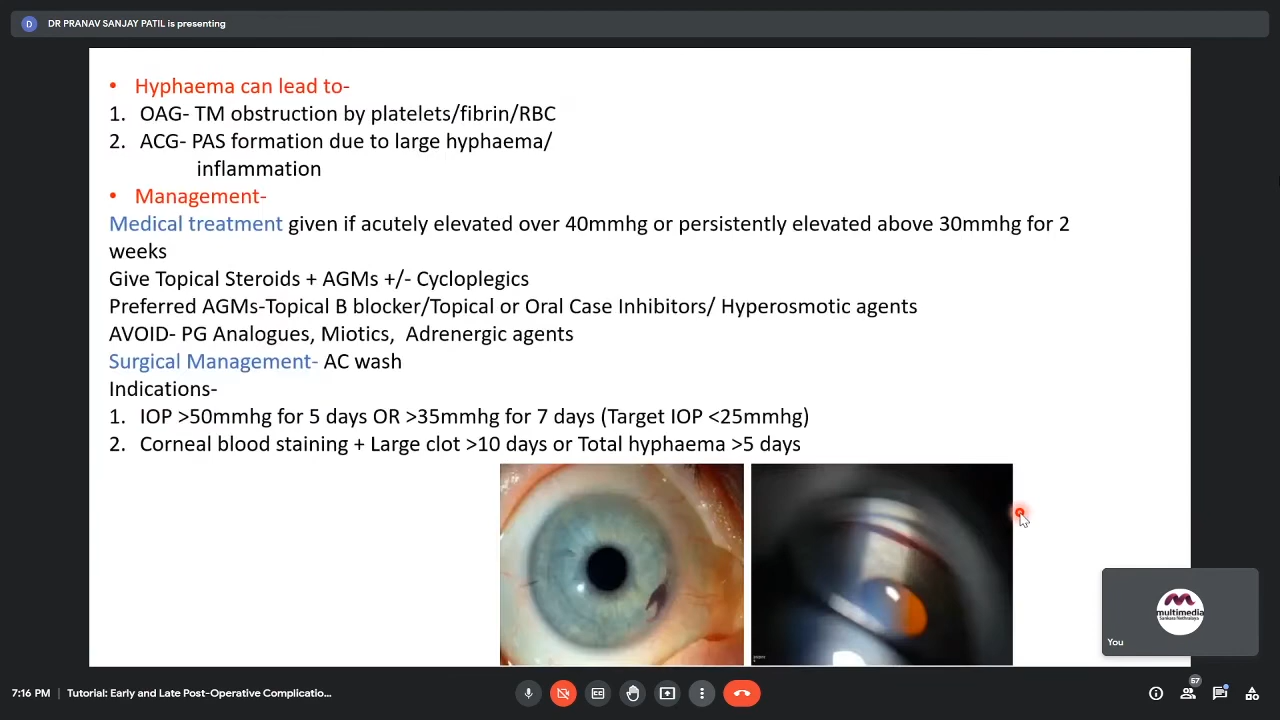 D
DR PRANAV SANJAY PATIL is presenting
• Hyphaema can lead to-
1. OAG- TM obstruction by platelets/fibrin/RBC
2. ACG- PAS formation due to large hyphaema/
inflammation
• Management-
Medical treatment given if acutely elevated over 40mmhg or persistently elevated above 30mmhg for 2
weeks
Give Topical Steroids + AGMs +/- Cycloplegics
Preferred AGMs-Topical B blocker/Topical or Oral Case Inhibitors/ Hyperosmotic agents
AVOID- PG Analogues, Miotics, Adrenergic agents
Surgical Management- AC wash
Indications-
1. IOP >50mmhg for 5 days OR >35mmhg for 7 days (Target IOP <25mmhg)
2. Corneal blood staining + Large clot >10 days or Total hyphaema >5 days
multimedia
Sankara Nethralaya
You
7:16 PM | Tutorial: Early and Late Post-Operative Complicatio...
67